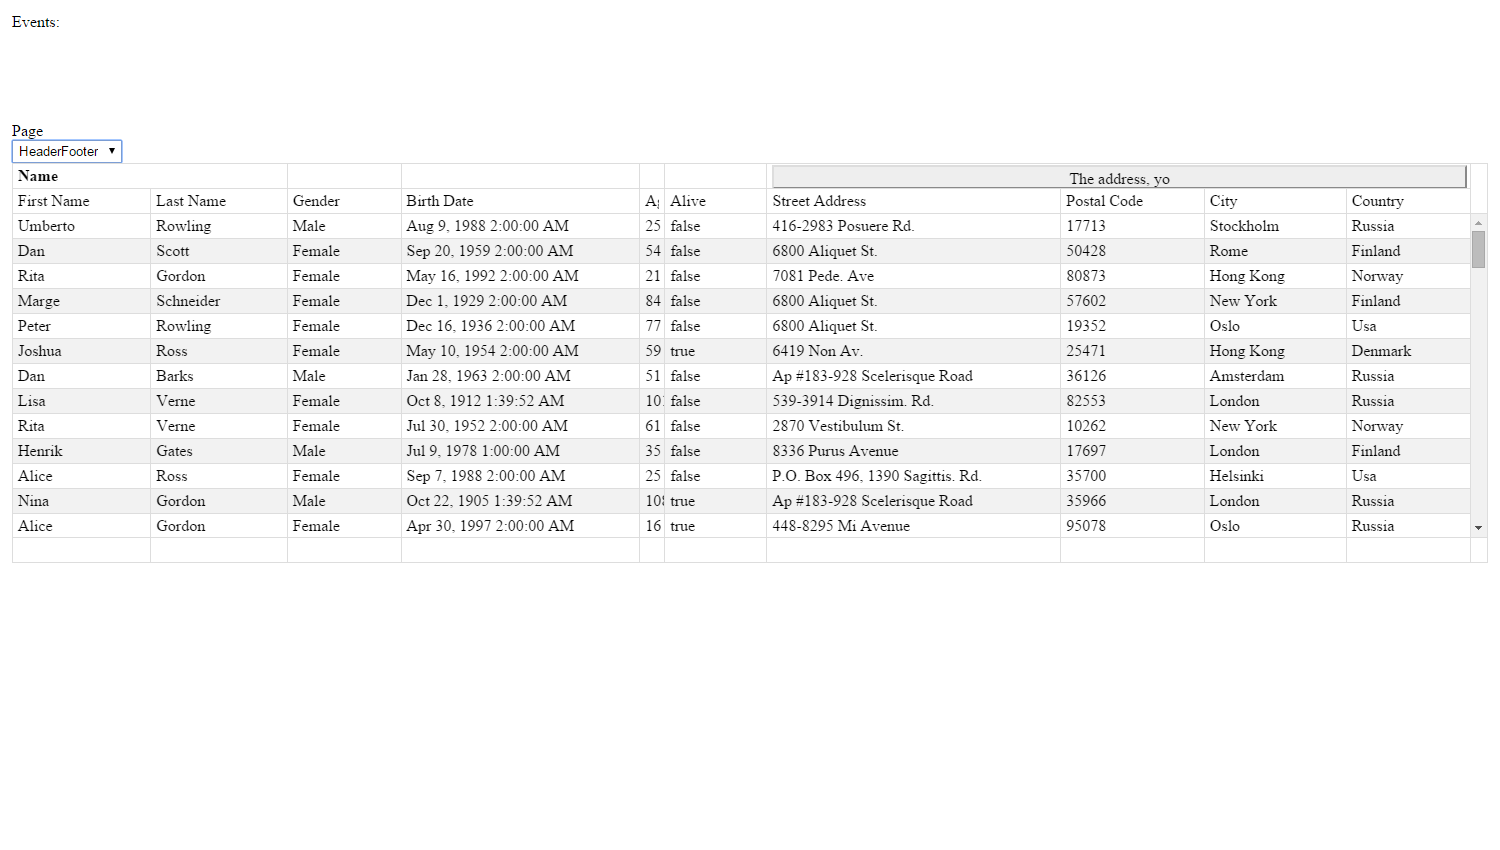 Events:
Page
HeaderFooter
Name The address, yo
First Name Last Name Gender Birth Date Alive Street Address Postal Code City Country
Umberto Rowling Male Aug 9, 1988 2:00:00 AM 25 false 416-2983 Posuere Rd. 17713 Stockholm Russia
Dan Scott Female Sep 20, 1959 2:00:00 AM 54 false 6800 Aliquet St. 50428 Rome Finland
Rita Gordon Female May 16, 1992 2:00:00 AM 21 false 7081 Pede. Ave 80873 Hong Kong Norway
Marge Schneider Female Dec 1, 1929 2:00:00 AM 84 false 6800 Aliquet St. 57602 New York Finland
Peter Rowling Female Dec 16, 1936 2:00:00 AM 77 false 6800 Aliquet St. 19352 Oslo Usa
Joshua Ross Female May 10, 1954 2:00:00 AM 59 true 6419 Non Av. 25471 Hong Kong Denmark
Dan Barks Male Jan 28, 1963 2:00:00 AM 51 false Ap #183-928 Scelerisque Road 36126 Amsterdam Russia
Lisa Verne Female Oct 8, 1912 1:39:52 AM false 539-3914 Dignissim. Rd. 82553 London Russia
Rita Verne Female Jul 30, 1952 2:00:00 AM 61 false 2870 Vestibulum St. 10262 New York Norway
Henrik Gates Male Jul 9, 1978 1:00:00 AM 35 false 8336 Purus Avenue 17697 London Finland
Alice Ross Female Sep 7, 1988 2:00:00 AM 25 false P.O. Box 496, 1390 Sagittis. Rd. 35700 Helsinki Usa
Nina Gordon Male Oct 22, 1905 1:39:52 AM 108 true Ap #183-928 Scelerisque Road 35966 London Russia
Alice Gordon Female Apr 30, 1997 2:00:00 AM 16 true 448-8295 Mi Avenue 95078 Oslo Russia